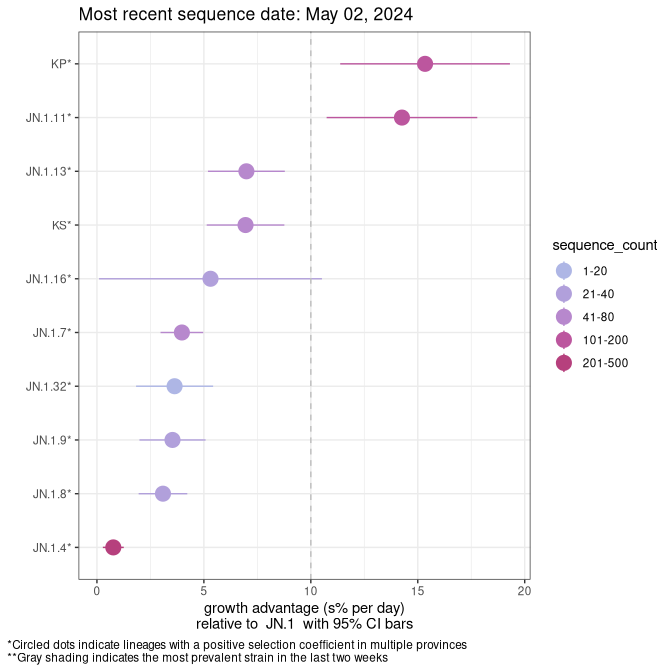 Most recent sequence date: May 02, 2024
KP*
JN.1.11*
JN.1.13*
KS*
JN.1.16*
JN.1.7*
JN.1.32*
JN.1.9*
JN.1.8*
JN.1.4*
0 5 10 15 20
growth advantage (s% per day)
relative to JN.1 with 95% CI bars
sequence_count
1-20
21-40
41-80
101-200
201-500
*Circled dots indicate lineages with a positive selection coefficient in multiple provinces
**Gray shading indicates the most prevalent strain in the last two weeks